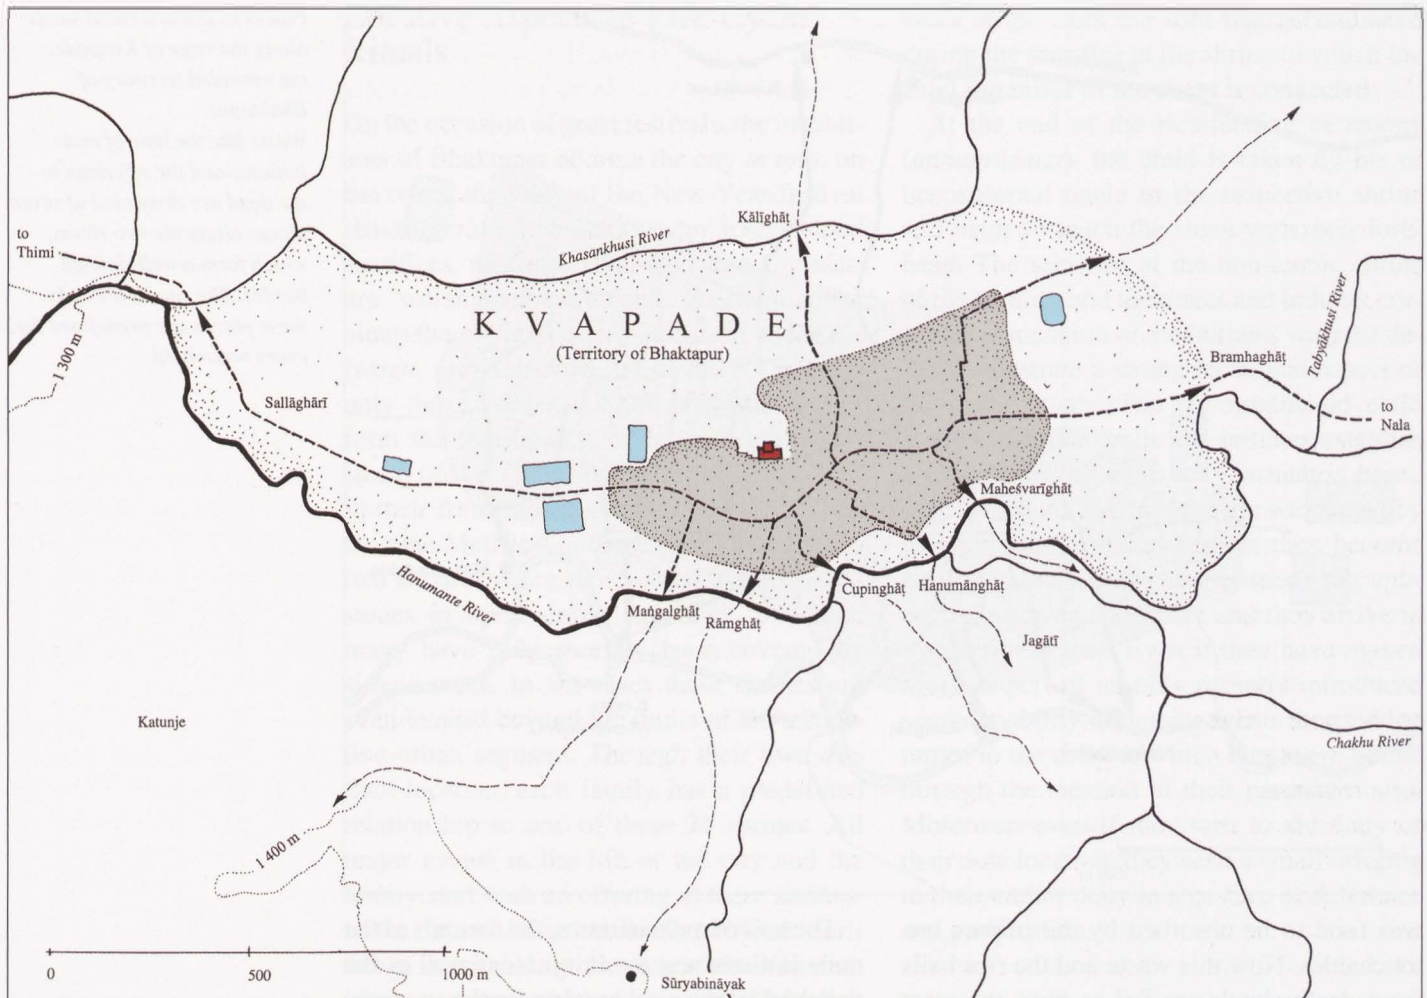 Kālīghāṭ
to
Thimi
Khasankhusi River
KVAPADE
(Territory of Bhaktapur)
1 300 m
Sallāghārī
Bramhaghāṭ
Tabyākhusi River
to
Nala
Maheśvarīghāṭ
Hanumante River
Maṅgalghāṭ
Rāmghāṭ
Cupinghāṭ
Hanumānghāṭ
Jagātī
Katunje
Chakhu River
1 400 m
0
500
1000 m
Sūryabināyak